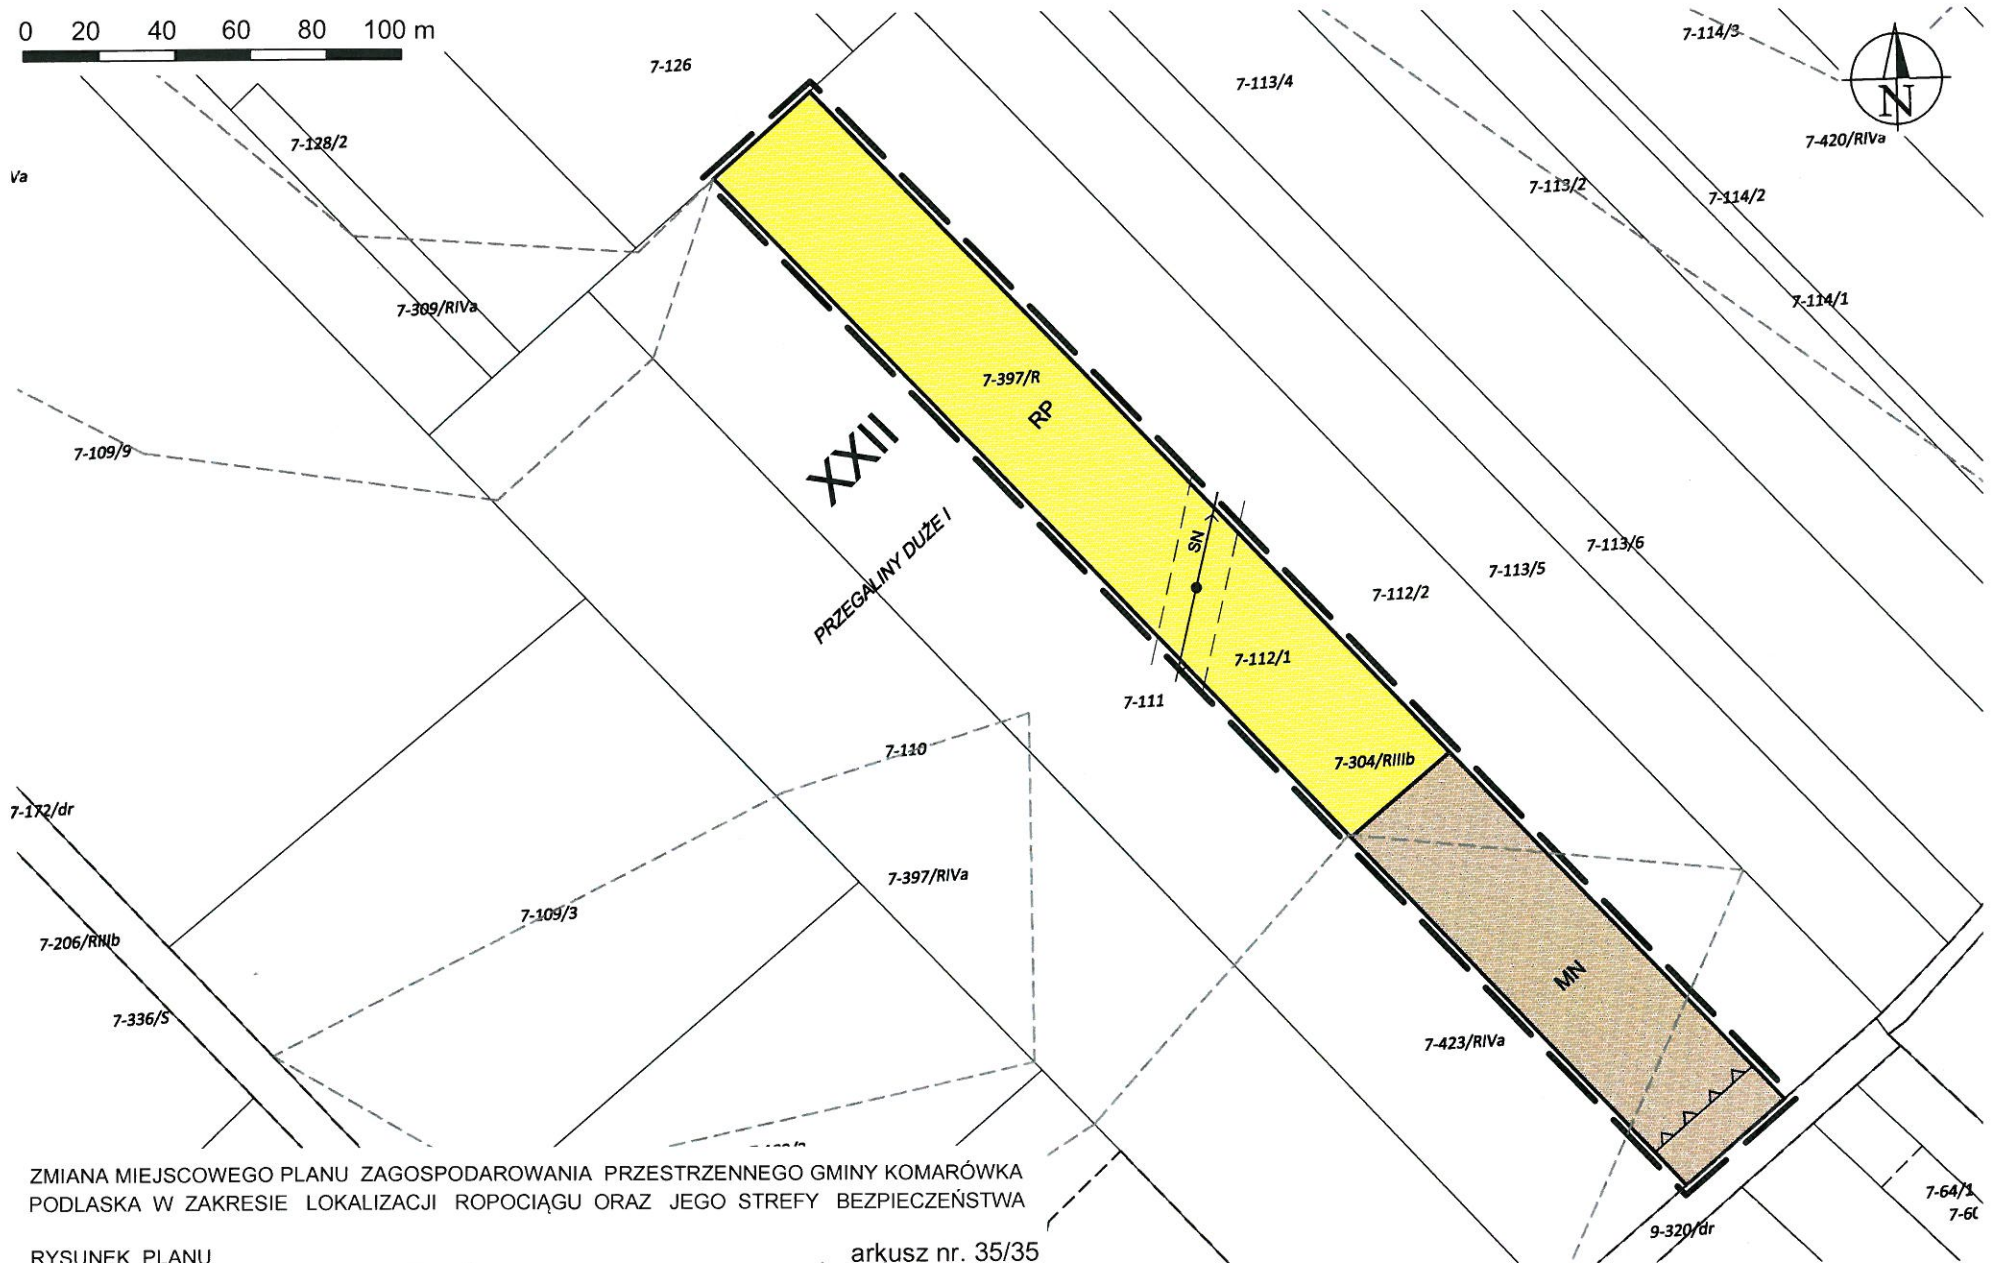 0 20 40 60 80 100 m
7-126
7-114/3
7-113/4
N
7-128/2
7-420/RIVa
7-113/2
7-114/2
7-309/RIVa
7-114/1
7-397/R
RP
7-109/9
XXII
PRZEGALINY DUŻE I
SN
7-113/6
7-113/5
7-112/2
7-112/1
7-111
7-110
7-304/RIIIb
7-172/dr
7-397/RIVa
7-109/3
7-206/RIIIb
MN
7-336/S
7-423/RIVa
ZMIANA MIEJSCOWEGO PLANU ZAGOSPODAROWANIA PRZESTRZENNEGO GMINY KOMARÓWKA
PODLASKA W ZAKRESIE LOKALIZACJI ROPOCIĄGU ORAZ JEGO STREFY BEZPIECZEŃSTWA
7-64/1
9-320/dr
RYSUNEK PLANU
arkusz nr. 35/35